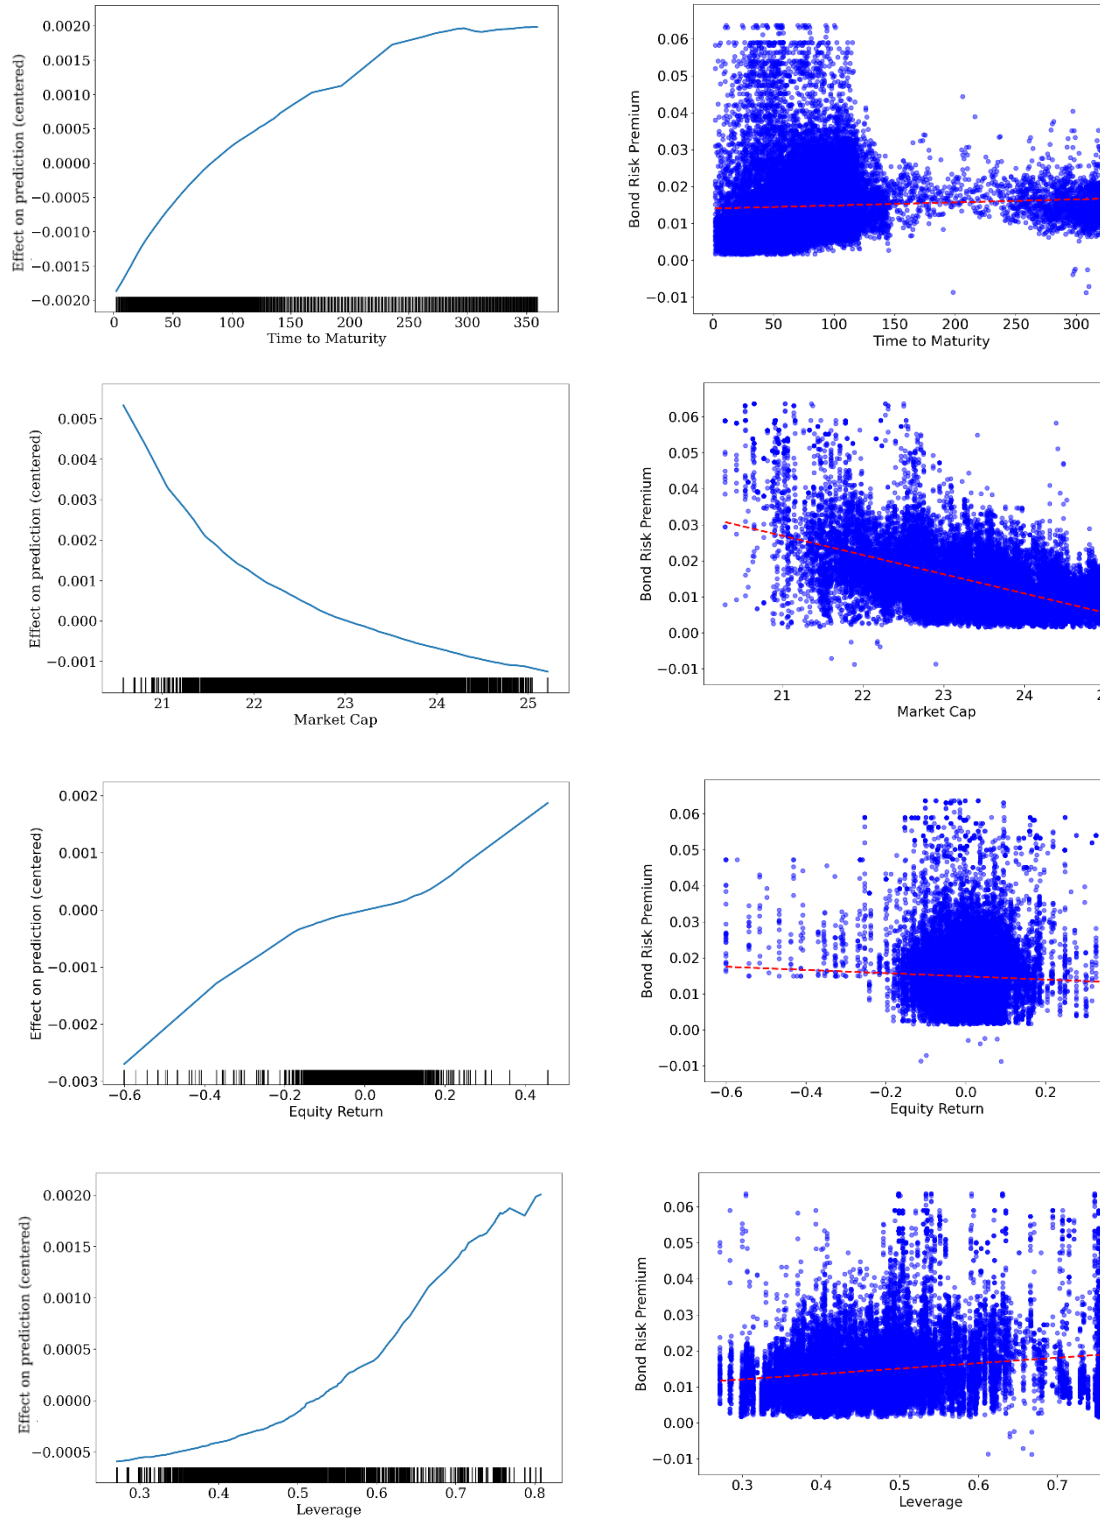 Effect on prediction (centered)
0.0020
0.0015
0.0010
0.0005
0.0000
−0.0005
−0.0010
−0.0015
−0.0020
0 50 100 150 200 250 300 350
Time to Maturity
Bond Risk Premium
0.06
0.05
0.04
0.03
0.02
0.01
0.00
−0.01
0 50 100 150 200 250 300
Time to Maturity
Effect on prediction (centered)
0.005
0.004
0.003
0.002
0.001
0.000
−0.001
21 22 23 24 25
Market Cap
Bond Risk Premium
0.06
0.05
0.04
0.03
0.02
0.01
0.00
−0.01
21 22 23 24 2
Market Cap
Effect on prediction (centered)
0.002
0.001
0.000
−0.001
−0.002
−0.003
−0.6 −0.4 −0.2 0.0 0.2 0.4
Equity Return
Bond Risk Premium
0.06
0.05
0.04
0.03
0.02
0.01
0.00
−0.01
−0.6 −0.4 −0.2 0.0 0.2
Equity Return
Effect on prediction (centered)
0.0020
0.0015
0.0010
0.0005
0.0000
−0.0005
0.3 0.4 0.5 0.6 0.7 0.8
Leverage
Bond Risk Premium
0.06
0.05
0.04
0.03
0.02
0.01
0.00
−0.01
0.3 0.4 0.5 0.6 0.7
Leverage